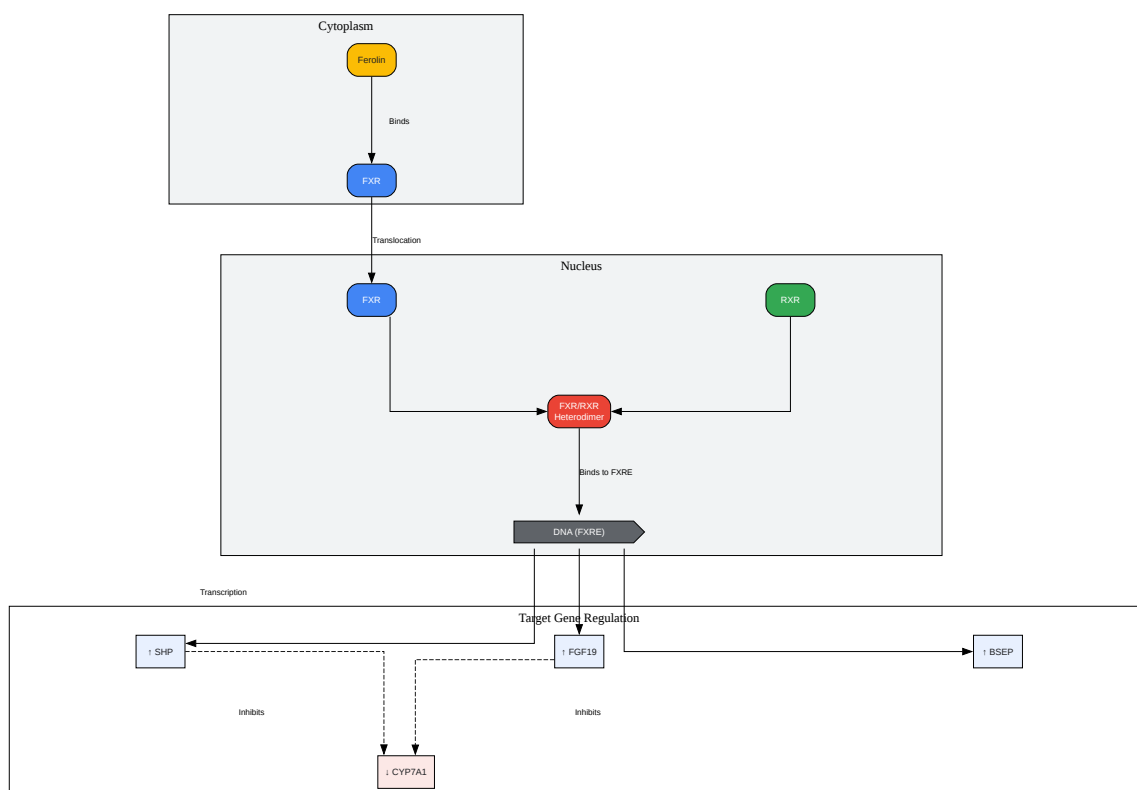 Cytoplasm
Ferolin
Binds
FXR
Translocation
Nucleus
FXR
RXR
FXR/RXR
Heterodimer
Binds to FXRE
DNA (FXRE)
Transcription
Target Gene Regulation
↑ SHP
↑ FGF19
↑ BSEP
Inhibits
Inhibits
↓ CYP7A1